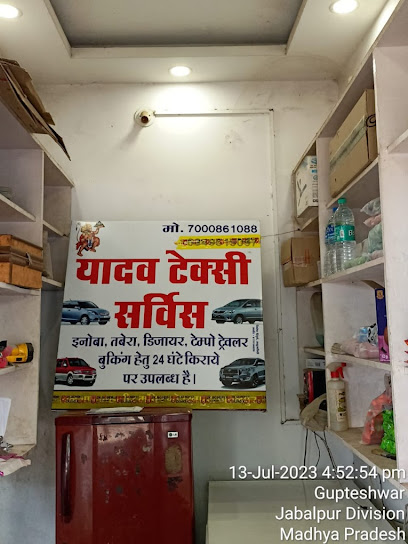 मो. 7000861088
यादव टेक्सी
सर्विस
इनोवा, तवेरा, डिजायर, टेम्पो ट्रेवलर
बुकिंग हेतु 24 घंटे किराये
पर उपलब्ध है।
13-Jul-2023 4:52:54 pm
Gupteshwar
Jabalpur Division
Madhya Pradesh